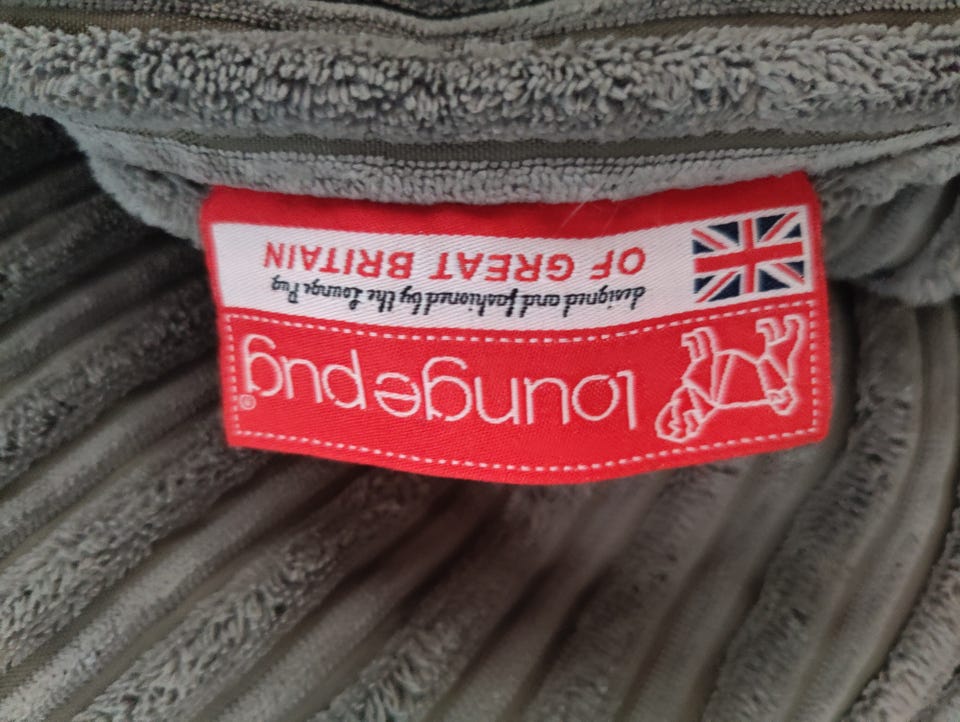 loungepug®
designed and fashioned by the Lounge Pug
OF GREAT BRITAIN